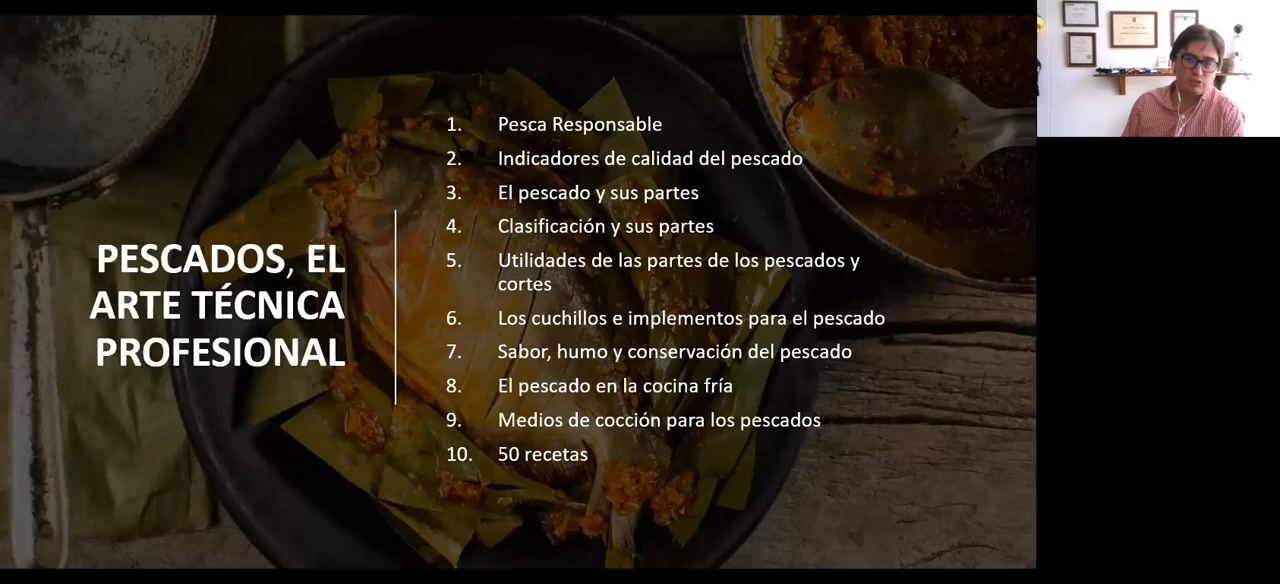 PESCADOS, EL
ARTE TÉCNICA
PROFESIONAL
1. Pesca Responsable
2. Indicadores de calidad del pescado
3. El pescado y sus partes
4. Clasificación y sus partes
5. Utilidades de las partes de los pescados y
cortes
6. Los cuchillos e implementos para el pescado
7. Sabor, humo y conservación del pescado
8. El pescado en la cocina fría
9. Medios de cocción para los pescados
10. 50 recetas